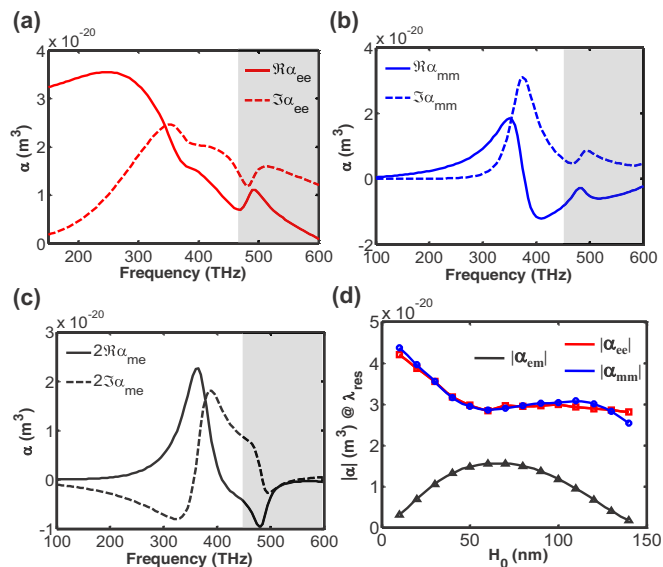 (a)
4 x 10⁻²⁰
3
2
1
0
α (m³)
ℜα_ee
ℑα_ee
200 300 400 500 600
Frequency (THz)
(b)
4 x 10⁻²⁰
2
0
-2
α (m³)
ℜα_mm
ℑα_mm
100 200 300 400 500 600
Frequency (THz)
(c)
3 x 10⁻²⁰
2
1
0
-1
α (m³)
2ℜα_me
2ℑα_me
100 200 300 400 500 600
Frequency (THz)
(d)
5 x 10⁻²⁰
4
3
2
1
0
|α| (m³) @ λ_res
|α_em|
|α_ee|
|α_mm|
0 50 100 150
H₀ (nm)